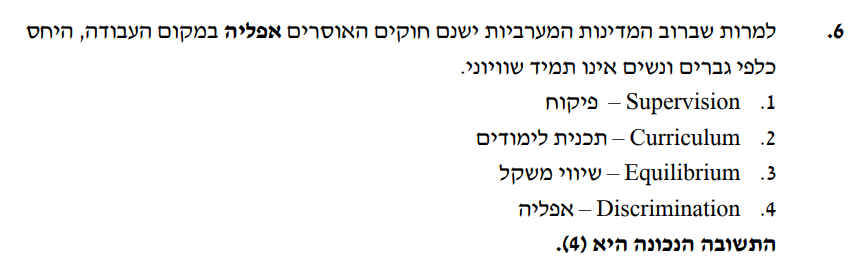 6. למרות שברוב המדינות המערביות ישנם חוקים האוסרים אפליה במקום העבודה, היחס
כלפי גברים ונשים אינו תמיד שוויוני.
1. Supervision – פיקוח
2. Curriculum – תכנית לימודים
3. Equilibrium – שיווי משקל
4. Discrimination – אפליה
התשובה הנכונה היא (4).